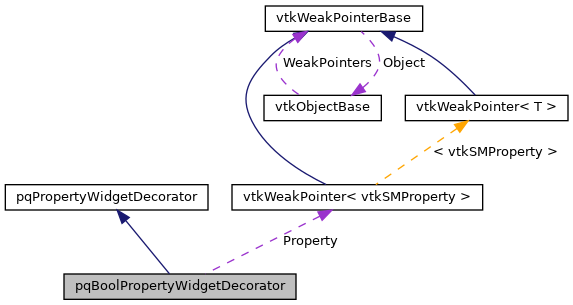 vtkWeakPointerBase
WeakPointers
Object
vtkObjectBase
vtkWeakPointer< T >
< vtkSMProperty >
pqPropertyWidgetDecorator
vtkWeakPointer< vtkSMProperty >
Property
pqBoolPropertyWidgetDecorator